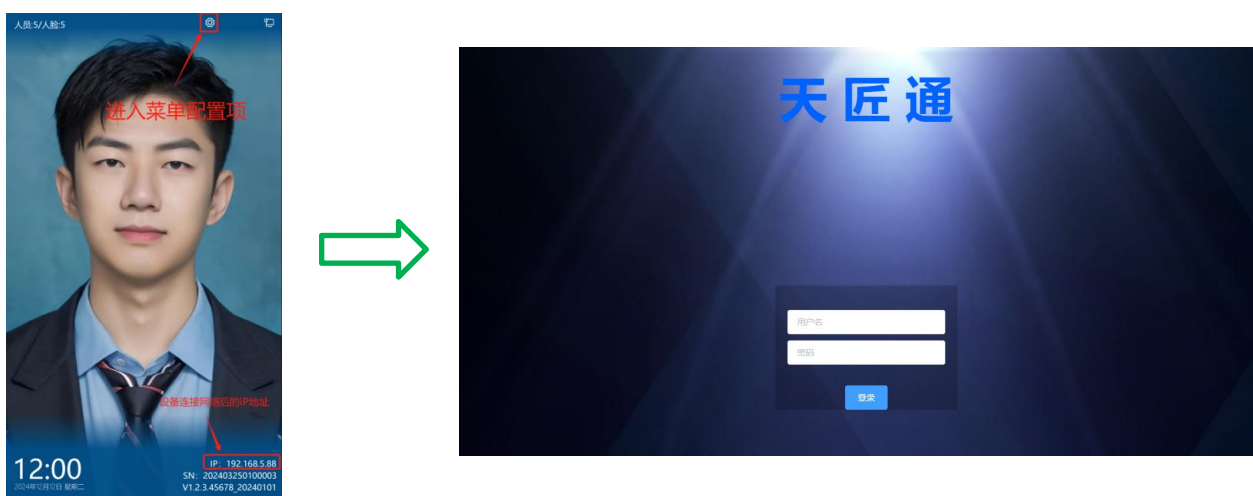 人员:5/人脸:5
进入菜单配置项
设备连接网络后的IP地址
12:00
2024年12月12日 星期二
IP: 192.168.5.88
SN: 202403250100003
V1.2.3.45678_20240101
天匠通
用户名
密码
登录